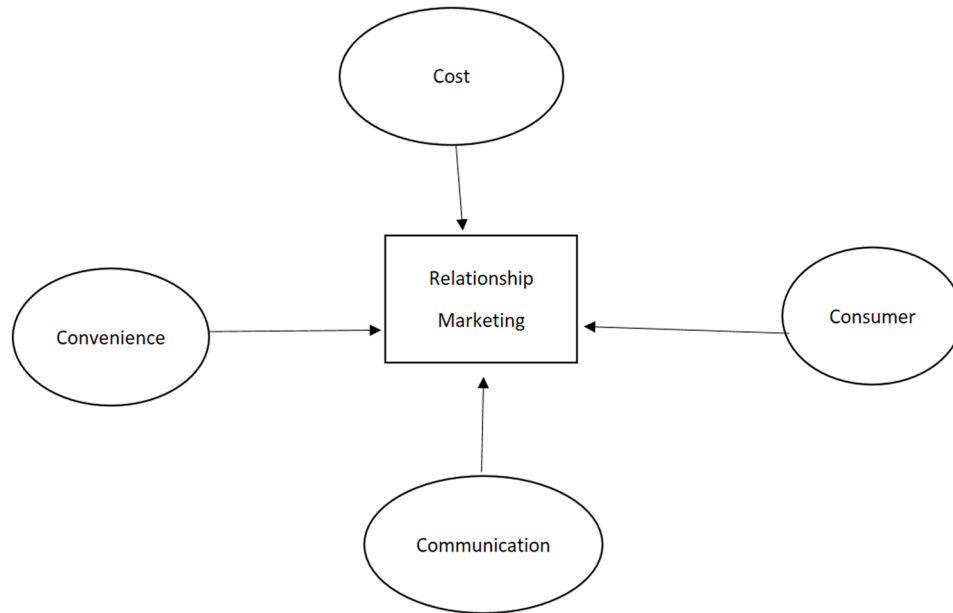 Cost
Relationship
Marketing
Convenience
Consumer
Communication